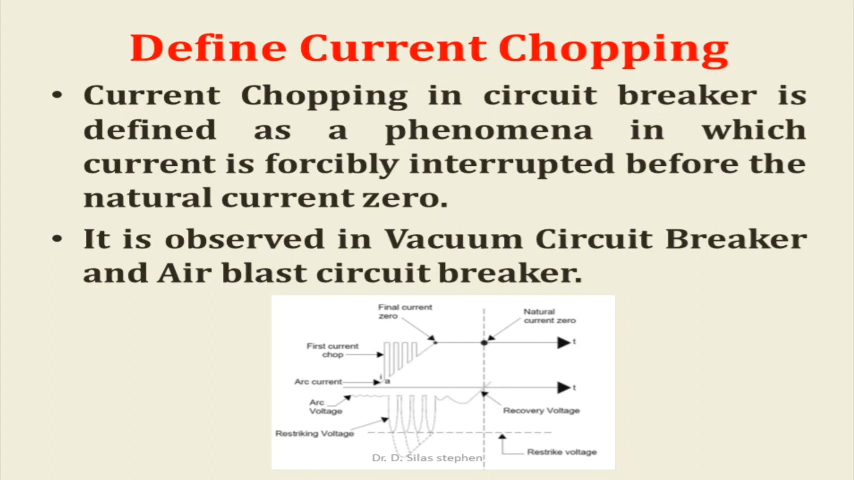 Define Current Chopping
• Current Chopping in circuit breaker is
defined as a phenomena in which
current is forcibly interrupted before the
natural current zero.
• It is observed in Vacuum Circuit Breaker
and Air blast circuit breaker.
Final current
zero
Natural
current zero
t
First current
chop
i
a
Arc current
t
Arc
Voltage
Recovery Voltage
Restriking Voltage
Restrike voltage
Dr. D. Silas stephen